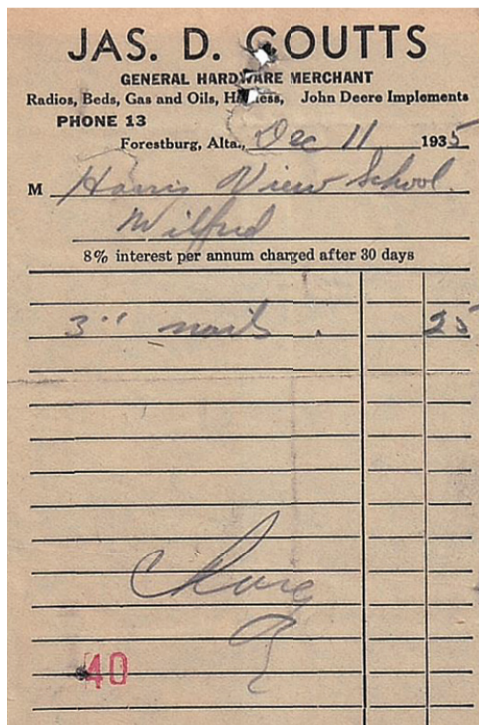 JAS. D. COUTTS
GENERAL HARDWARE MERCHANT
Radios, Beds, Gas and Oils, Harness, John Deere Implements
PHONE 13
Forestburg, Alta., Dec 11 1935
M Harris View School.
Wilfred
8% interest per annum charged after 30 days
3" nails . 25
40